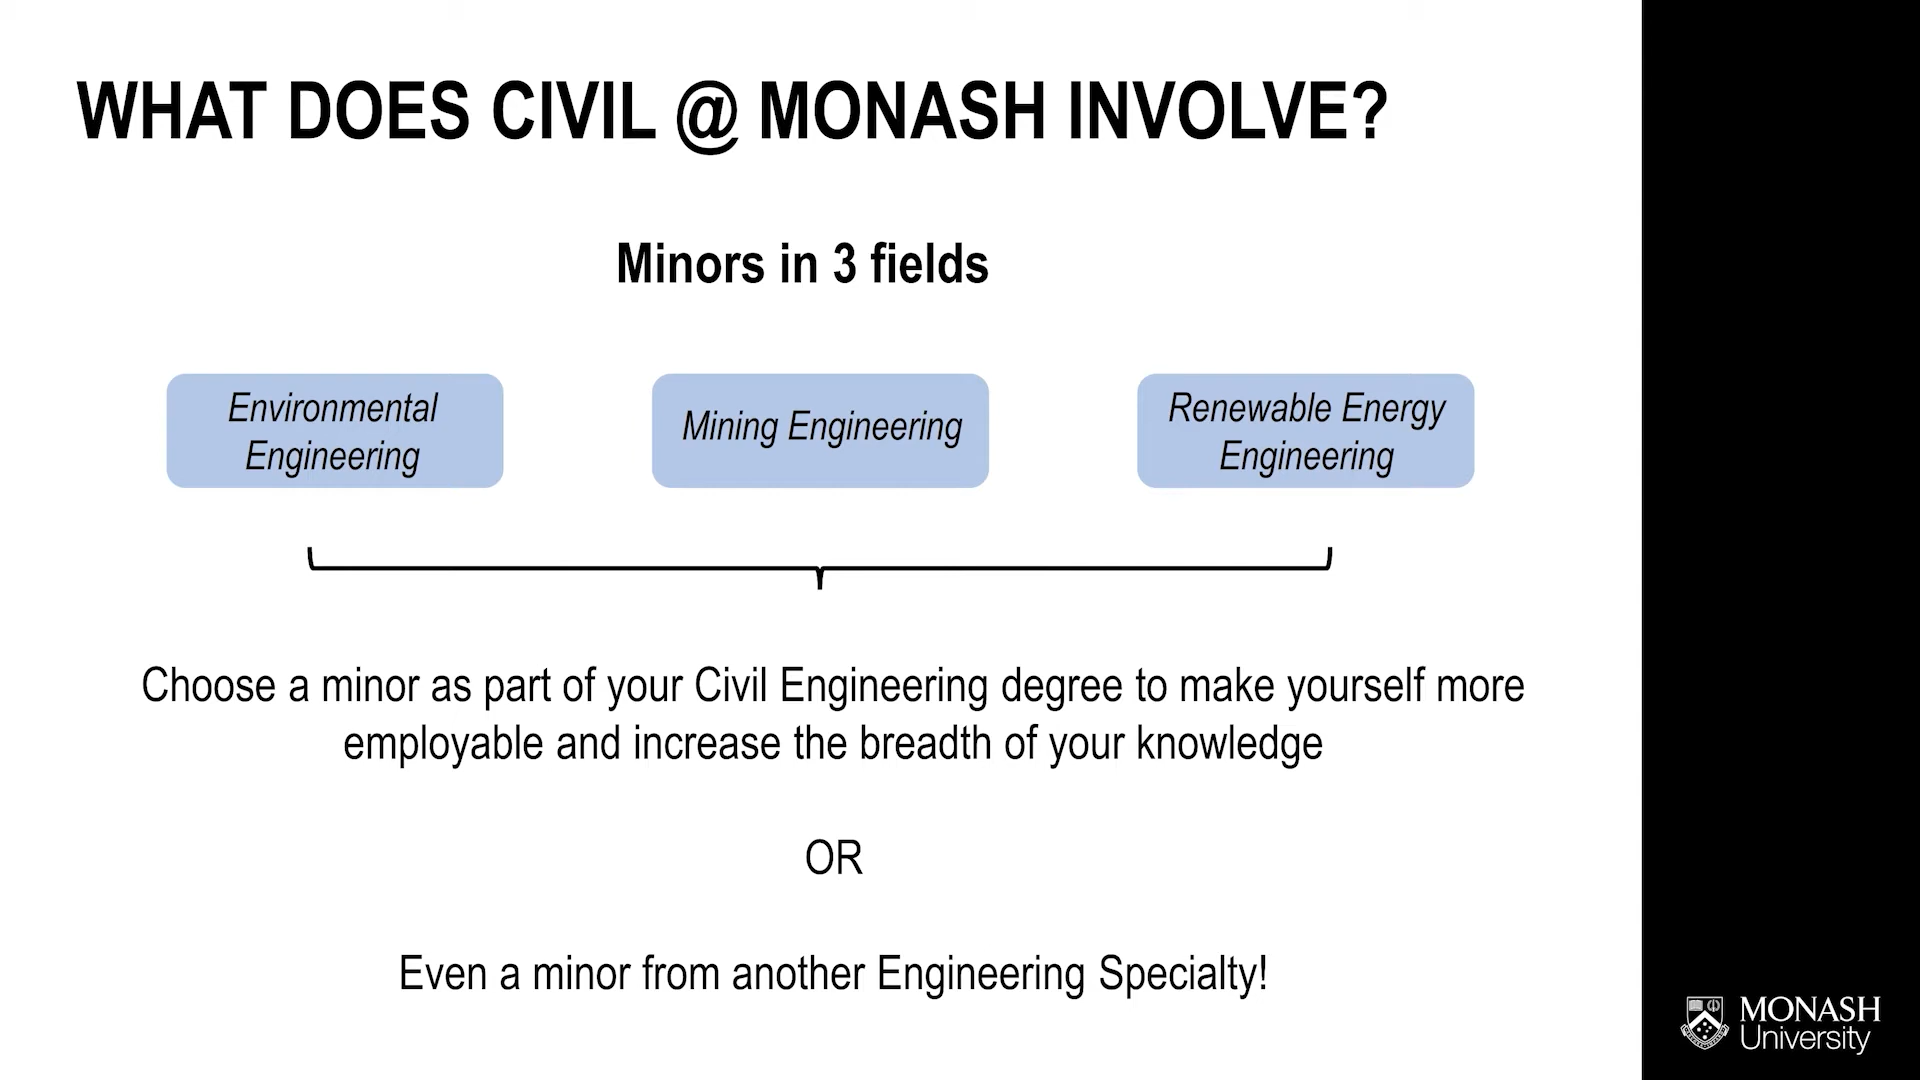 WHAT DOES CIVIL @ MONASH INVOLVE?
Minors in 3 fields
Environmental
Engineering
Mining Engineering
Renewable Energy
Engineering
Choose a minor as part of your Civil Engineering degree to make yourself more
employable and increase the breadth of your knowledge
OR
Even a minor from another Engineering Specialty!
MONASH
University